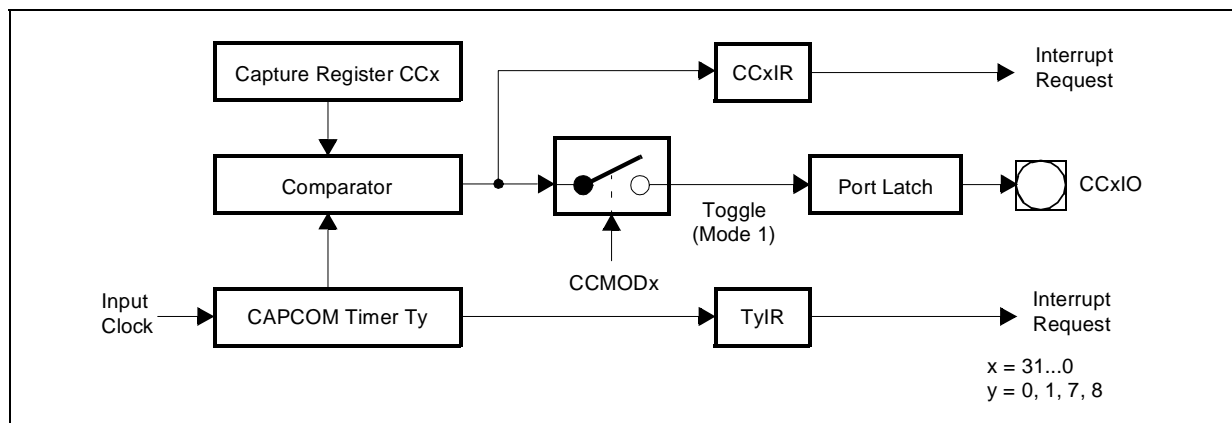 Capture Register CCx
CCxIR
Interrupt
Request
Comparator
Toggle
(Mode 1)
Port Latch
CCxIO
CCMODx
Input
Clock
CAPCOM Timer Ty
TyIR
Interrupt
Request
x = 31...0
y = 0, 1, 7, 8